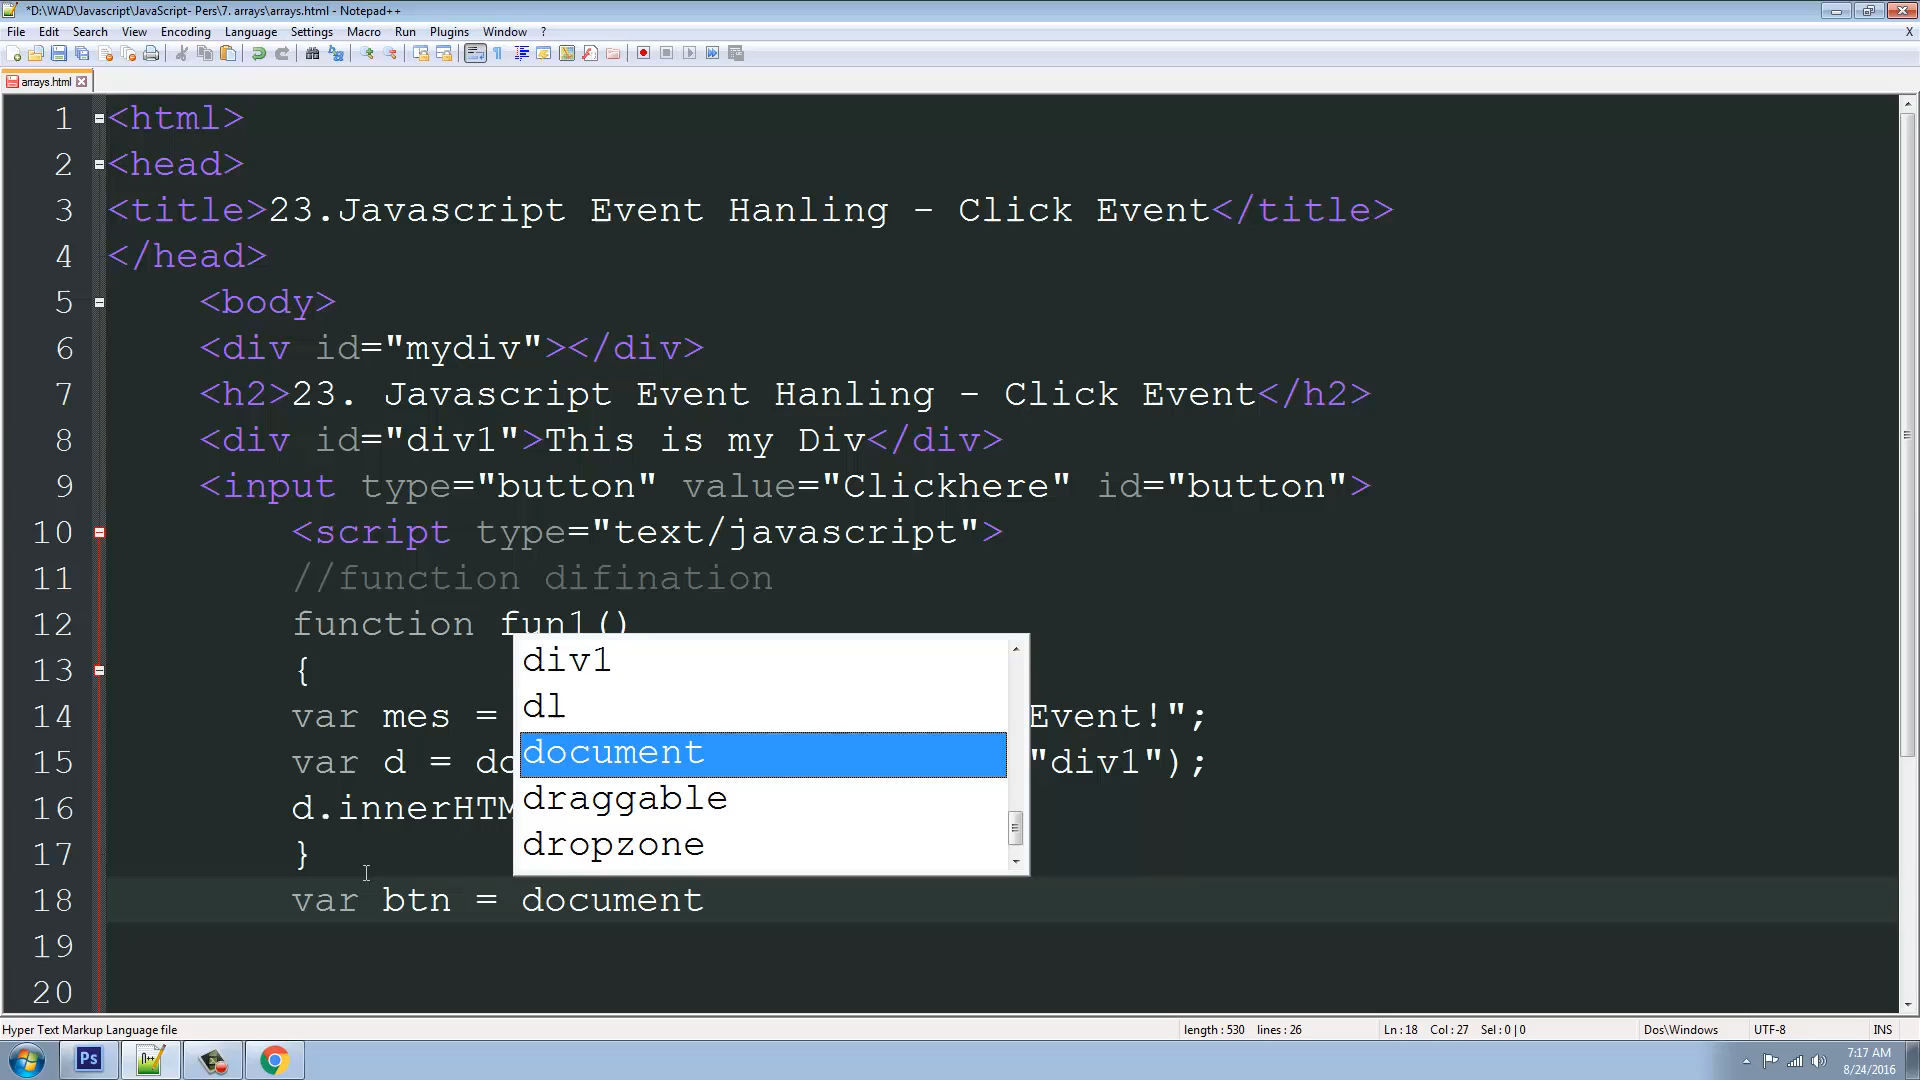 *D:\WAD\Javascript\JavaScript- Pers\7. arrays\arrays.html - Notepad++
File Edit Search View Encoding Language Settings Macro Run Plugins Window ? X
arrays.html
1 <html>
2 <head>
3 <title>23.Javascript Event Hanling - Click Event</title>
4 </head>
5 <body>
6 <div id="mydiv"></div>
7 <h2>23. Javascript Event Hanling - Click Event</h2>
8 <div id="div1">This is my Div</div>
9 <input type="button" value="Clickhere" id="button">
10 <script type="text/javascript">
11 //function difination
12 function fun1()
13 {
14 var mes = Event!";
15 var d = do "div1");
16 d.innerHTM
17 }
18 var btn = document
19
20
div1
dl
document
draggable
dropzone
Hyper Text Markup Language file length : 530 lines : 26 Ln : 18 Col : 27 Sel : 0 | 0 Dos\Windows UTF-8 INS
Ps
7:17 AM
8/24/2016